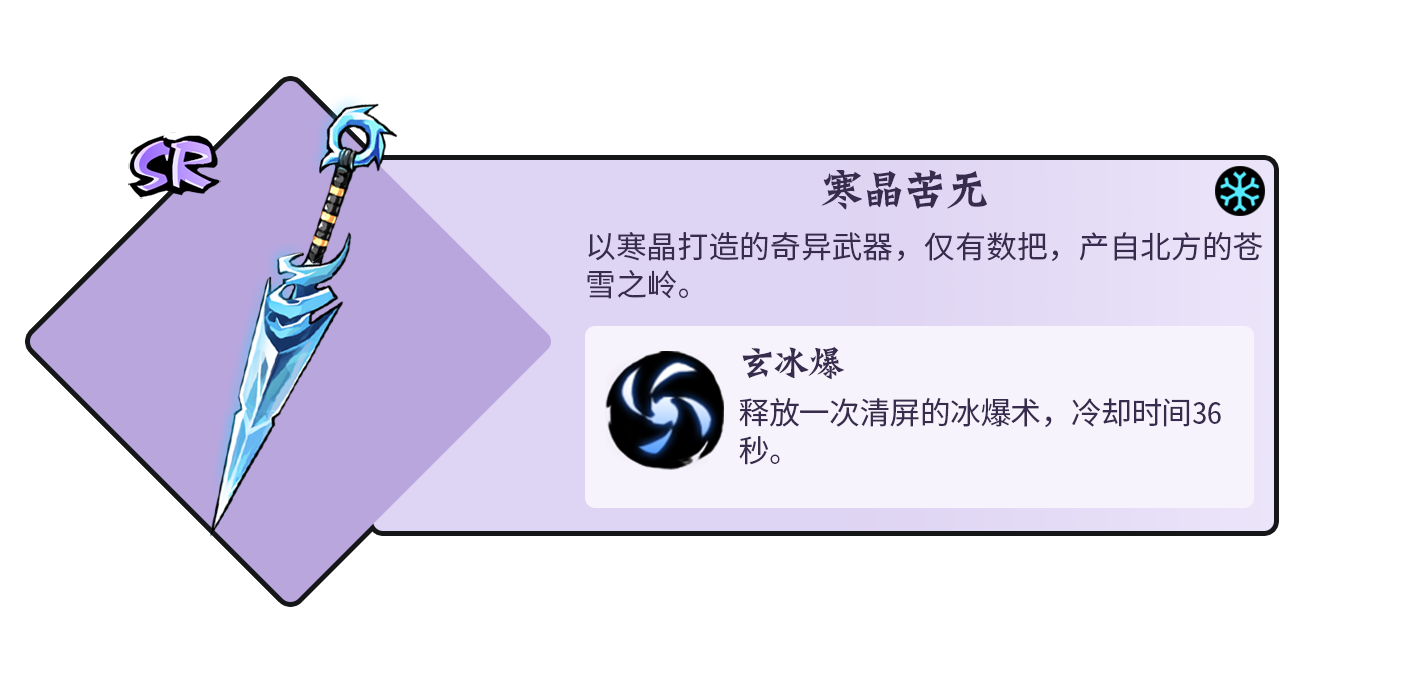 SR
寒晶苦无
以寒晶打造的奇异武器，仅有数把，产自北方的苍
雪之岭。
玄冰爆
释放一次清屏的冰爆术，冷却时间36
秒。